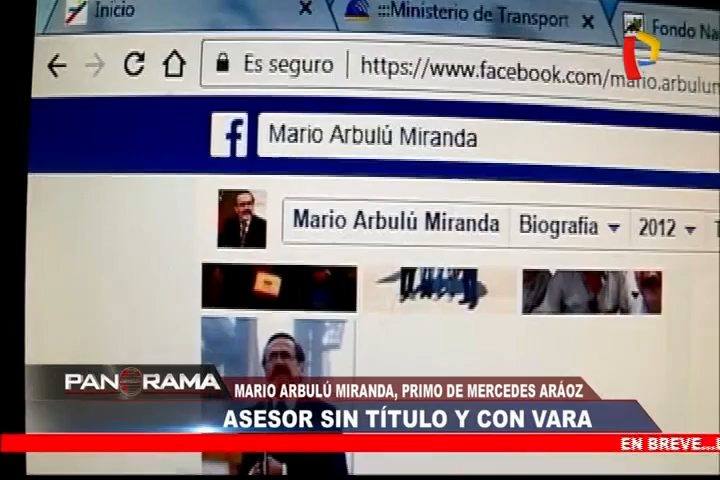 Inicio
:::Ministerio de Transport
Fondo Na
Es seguro
https://www.facebook.com/mario.arbulum
f Mario Arbulú Miranda
Mario Arbulú Miranda
Biografía
2012
PANORAMA
MARIO ARBULÚ MIRANDA, PRIMO DE MERCEDES ARÁOZ
ASESOR SIN TÍTULO Y CON VARA
EN BREVE...